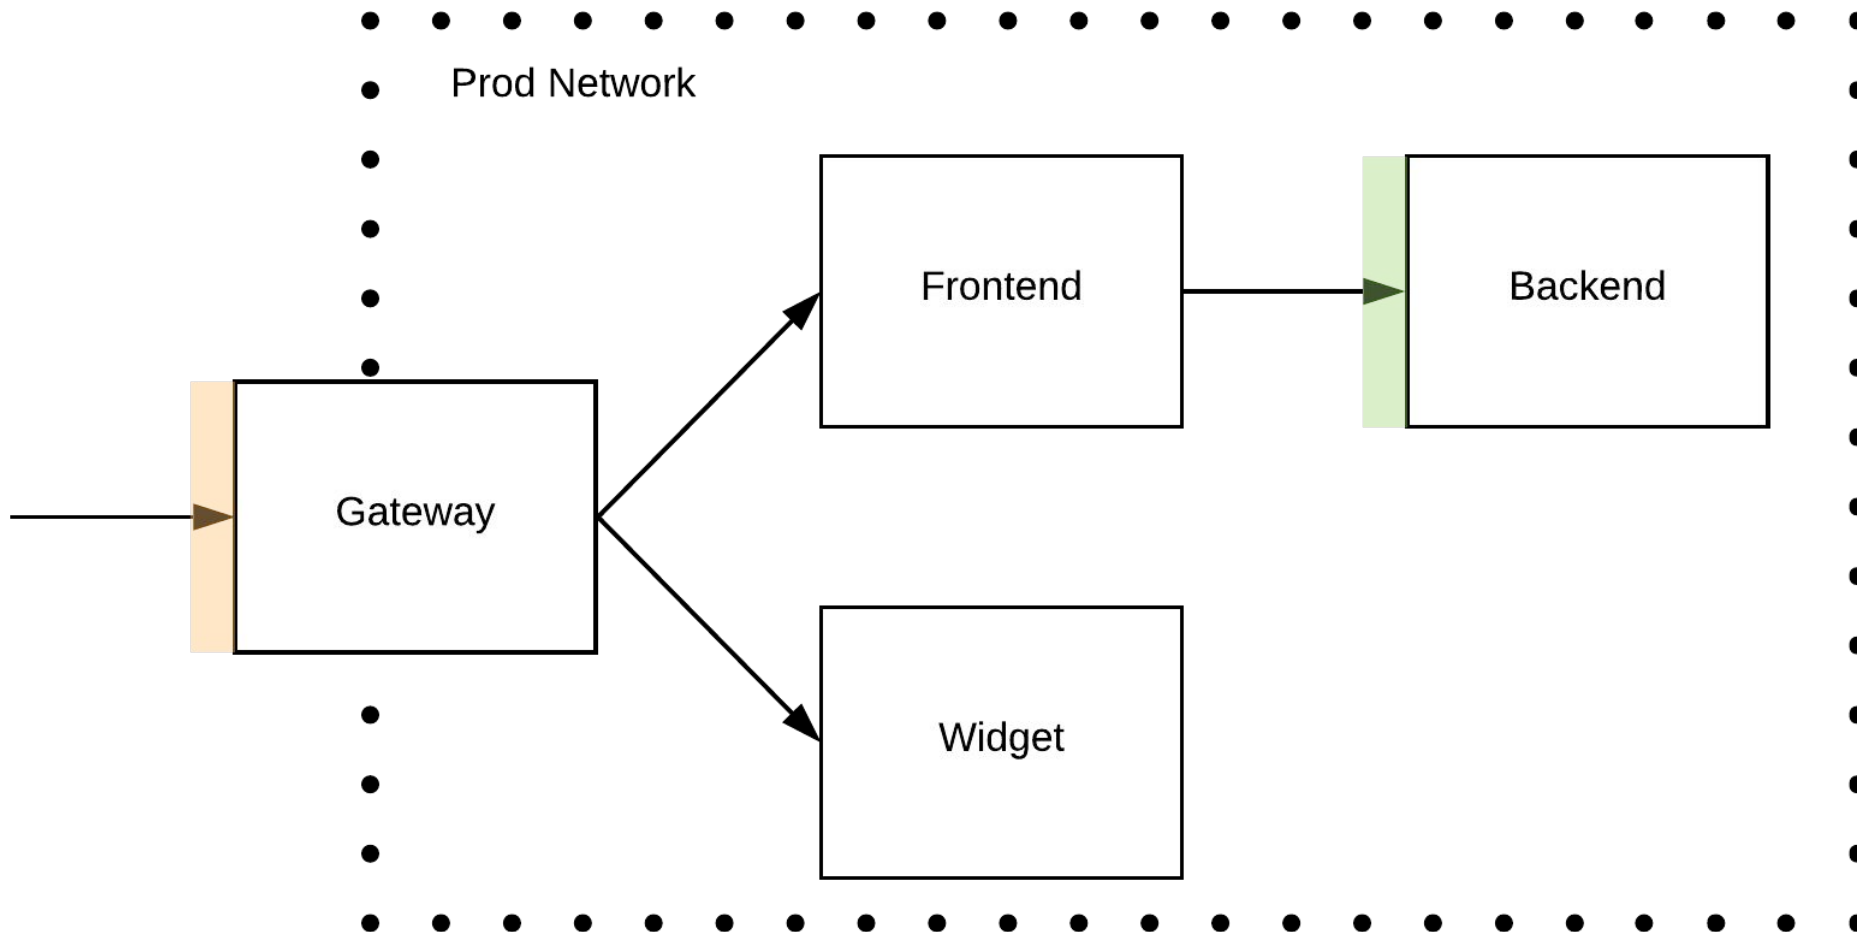 Prod Network
Frontend
Backend
Gateway
Widget